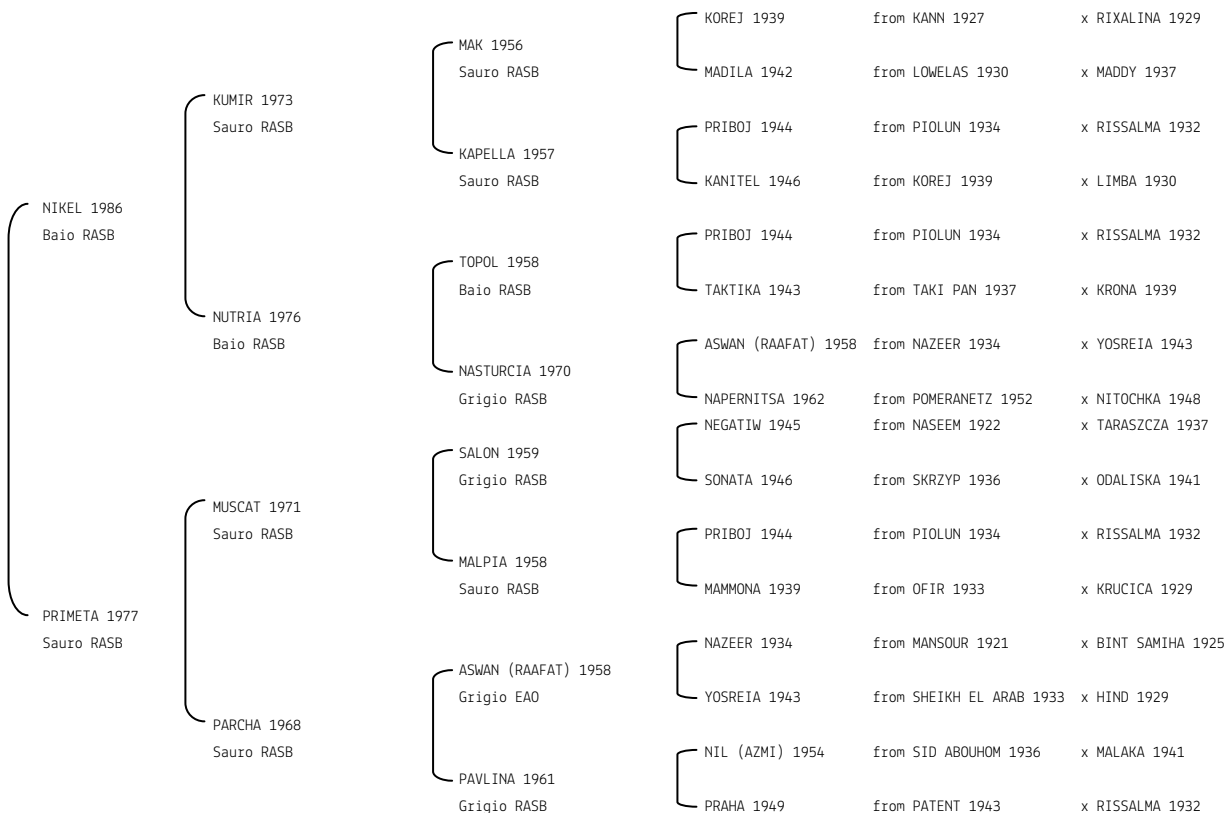 KOREJ 1939 from KANN 1927 x RIXALINA 1929
MAK 1956
Sauro RASB MADILA 1942 from LOWELAS 1930 x MADDY 1937
KUMIR 1973
Sauro RASB PRIBOJ 1944 from PIOLUN 1934 x RISSALMA 1932
KAPELLA 1957
Sauro RASB KANITEL 1946 from KOREJ 1939 x LIMBA 1930
NIKEL 1986
Baio RASB PRIBOJ 1944 from PIOLUN 1934 x RISSALMA 1932
TOPOL 1958
Baio RASB TAKTIKA 1943 from TAKI PAN 1937 x KRONA 1939
NUTRIA 1976
Baio RASB ASWAN (RAAFAT) 1958 from NAZEER 1934 x YOSREIA 1943
NASTURCIA 1970
Grigio RASB NAPERNITSA 1962 from POMERANETZ 1952 x NITOCHKA 1948
NEGATIW 1945 from NASEEM 1922 x TARASZCZA 1937
SALON 1959
Grigio RASB SONATA 1946 from SKRZYP 1936 x ODALISKA 1941
MUSCAT 1971
Sauro RASB PRIBOJ 1944 from PIOLUN 1934 x RISSALMA 1932
MALPIA 1958
Sauro RASB MAMMONA 1939 from OFIR 1933 x KRUCICA 1929
PRIMETA 1977
Sauro RASB NAZEER 1934 from MANSOUR 1921 x BINT SAMIHA 1925
ASWAN (RAAFAT) 1958
Grigio EAO YOSREIA 1943 from SHEIKH EL ARAB 1933 x HIND 1929
PARCHA 1968
Sauro RASB NIL (AZMI) 1954 from SID ABOUHOM 1936 x MALAKA 1941
PAVLINA 1961
Grigio RASB PRAHA 1949 from PATENT 1943 x RISSALMA 1932